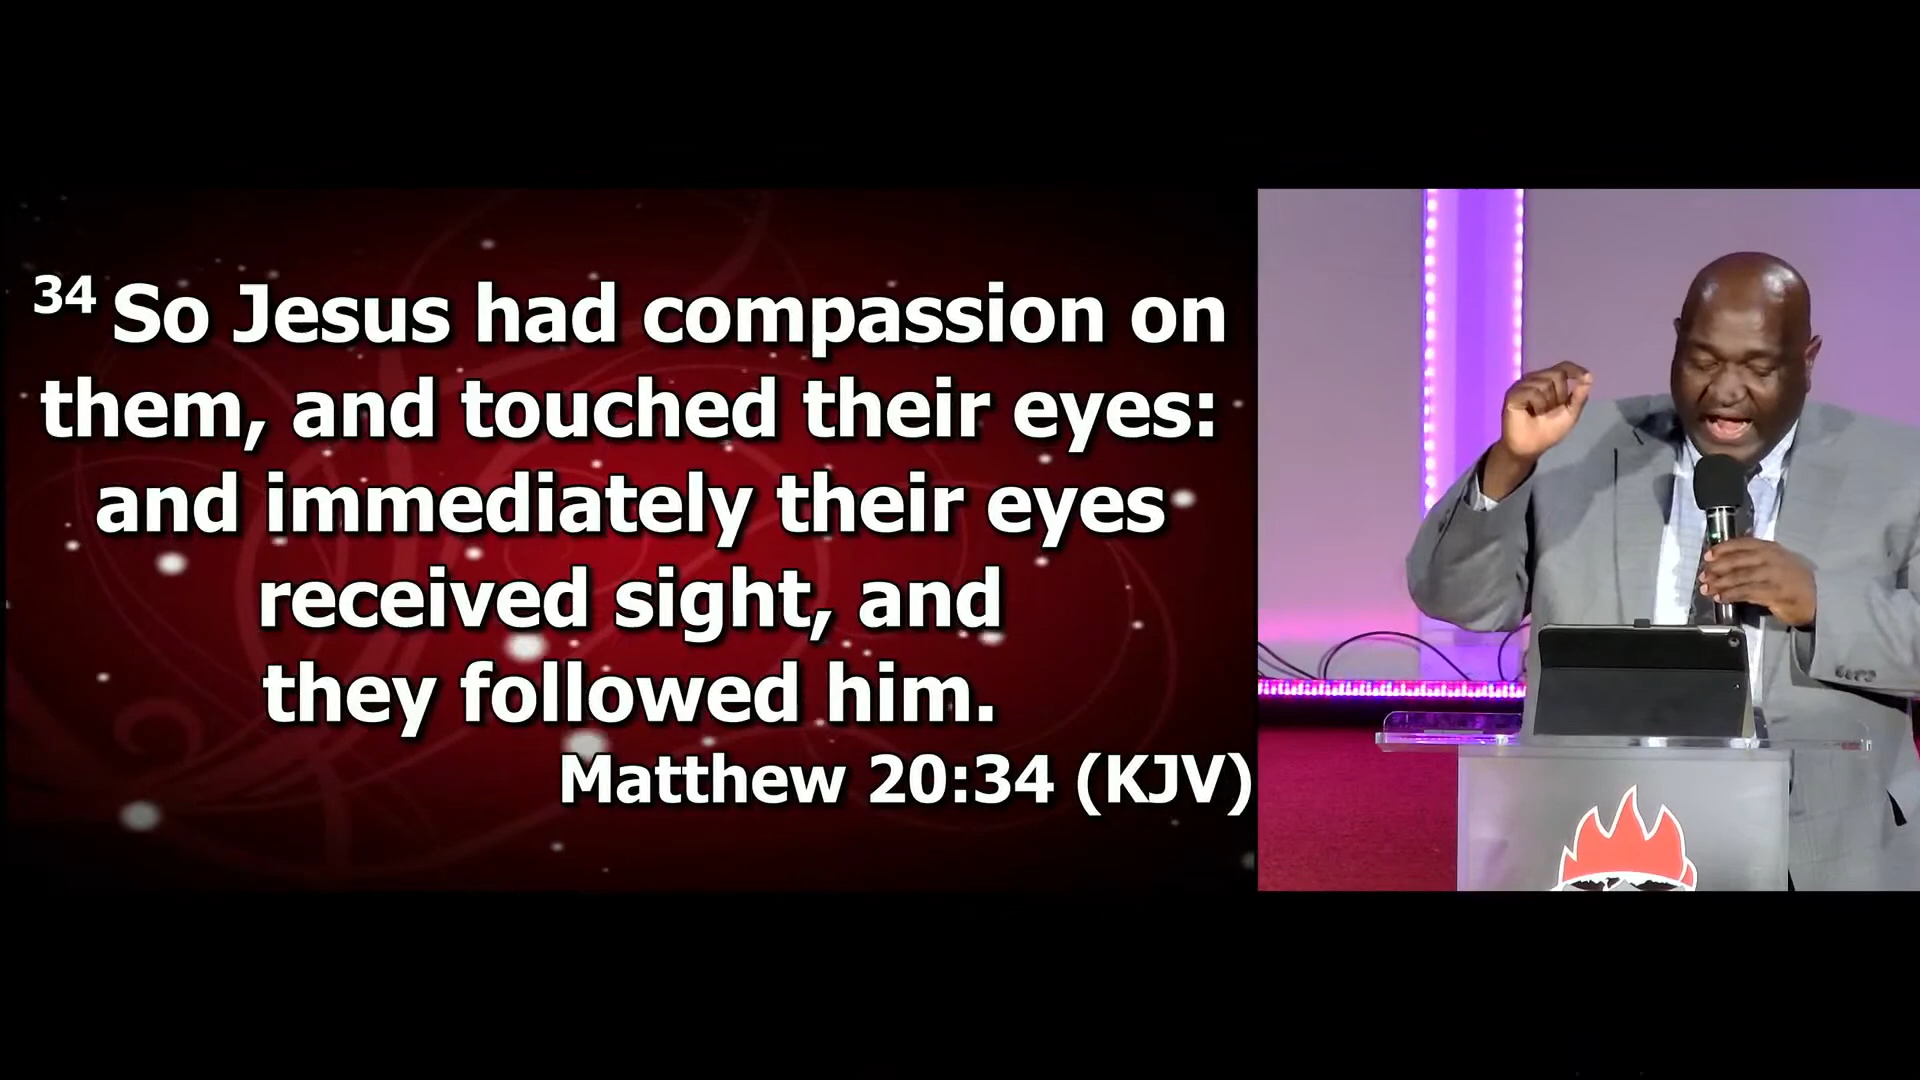 34 So Jesus had compassion on
them, and touched their eyes:
and immediately their eyes
received sight, and
they followed him.
Matthew 20:34 (KJV)